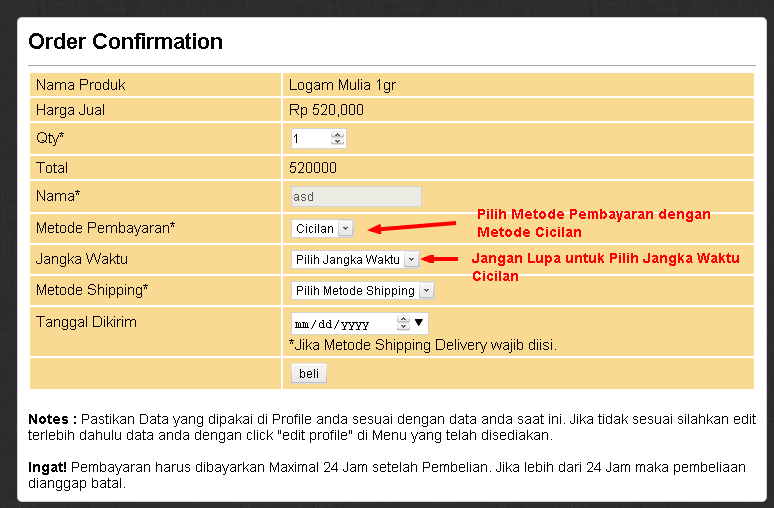 Order Confirmation
Nama Produk Logam Mulia 1gr
Harga Jual Rp 520,000
Qty* 1
Total 520000
Nama* asd
Metode Pembayaran* Cicilan
Pilih Metode Pembayaran dengan
Metode Cicilan
Jangka Waktu Pilih Jangka Waktu
Jangan Lupa untuk Pilih Jangka Waktu
Cicilan
Metode Shipping* Pilih Metode Shipping
Tanggal Dikirim mm/dd/yyyy
*Jika Metode Shipping Delivery wajib diisi.
beli
Notes : Pastikan Data yang dipakai di Profile anda sesuai dengan data anda saat ini. Jika tidak sesuai silahkan edit
terlebih dahulu data anda dengan click "edit profile" di Menu yang telah disediakan.
Ingat! Pembayaran harus dibayarkan Maximal 24 Jam setelah Pembelian. Jika lebih dari 24 Jam maka pembeliaan
dianggap batal.